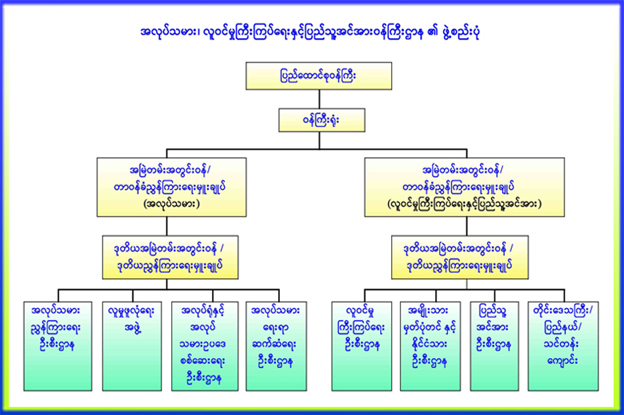 အလုပ်သမား၊ လူဝင်မှုကြီးကြပ်ရေးနှင့်ပြည်သူ့အင်အားဝန်ကြီးဌာန ၏ ဖွဲ့စည်းပုံ
ပြည်ထောင်စုဝန်ကြီး
ဝန်ကြီးရုံး
အမြဲတမ်းအတွင်းဝန်/
တာဝန်ခံညွှန်ကြားရေးမှူးချုပ်
(အလုပ်သမား)
အမြဲတမ်းအတွင်းဝန်/
တာဝန်ခံညွှန်ကြားရေးမှူးချုပ်
(လူဝင်မှုကြီးကြပ်ရေးနှင့်ပြည်သူ့အင်အား)
ဒုတိယအမြဲတမ်းအတွင်းဝန် /
ဒုတိယညွှန်ကြားရေးမှူးချုပ်
ဒုတိယအမြဲတမ်းအတွင်းဝန် /
ဒုတိယညွှန်ကြားရေးမှူးချုပ်
အလုပ်သမား
ညွှန်ကြားရေး
ဦးစီးဌာန
လူမှုဖူလုံရေး
အဖွဲ့
အလုပ်ရုံနှင့်
အလုပ်
သမားဥပဒေ
စစ်ဆေးရေး
ဦးစီးဌာန
အလုပ်သမား
ရေးရာ
ဆက်ဆံရေး
ဦးစီးဌာန
လူဝင်မှု
ကြီးကြပ်ရေး
ဦးစီးဌာန
အမျိုးသား
မှတ်ပုံတင် နှင့်
နိုင်ငံသား
ဦးစီးဌာန
ပြည်သူ့
အင်အား
ဦးစီးဌာန
တိုင်းဒေသကြီး/
ပြည်နယ်/
သင်တန်း
ကျောင်း